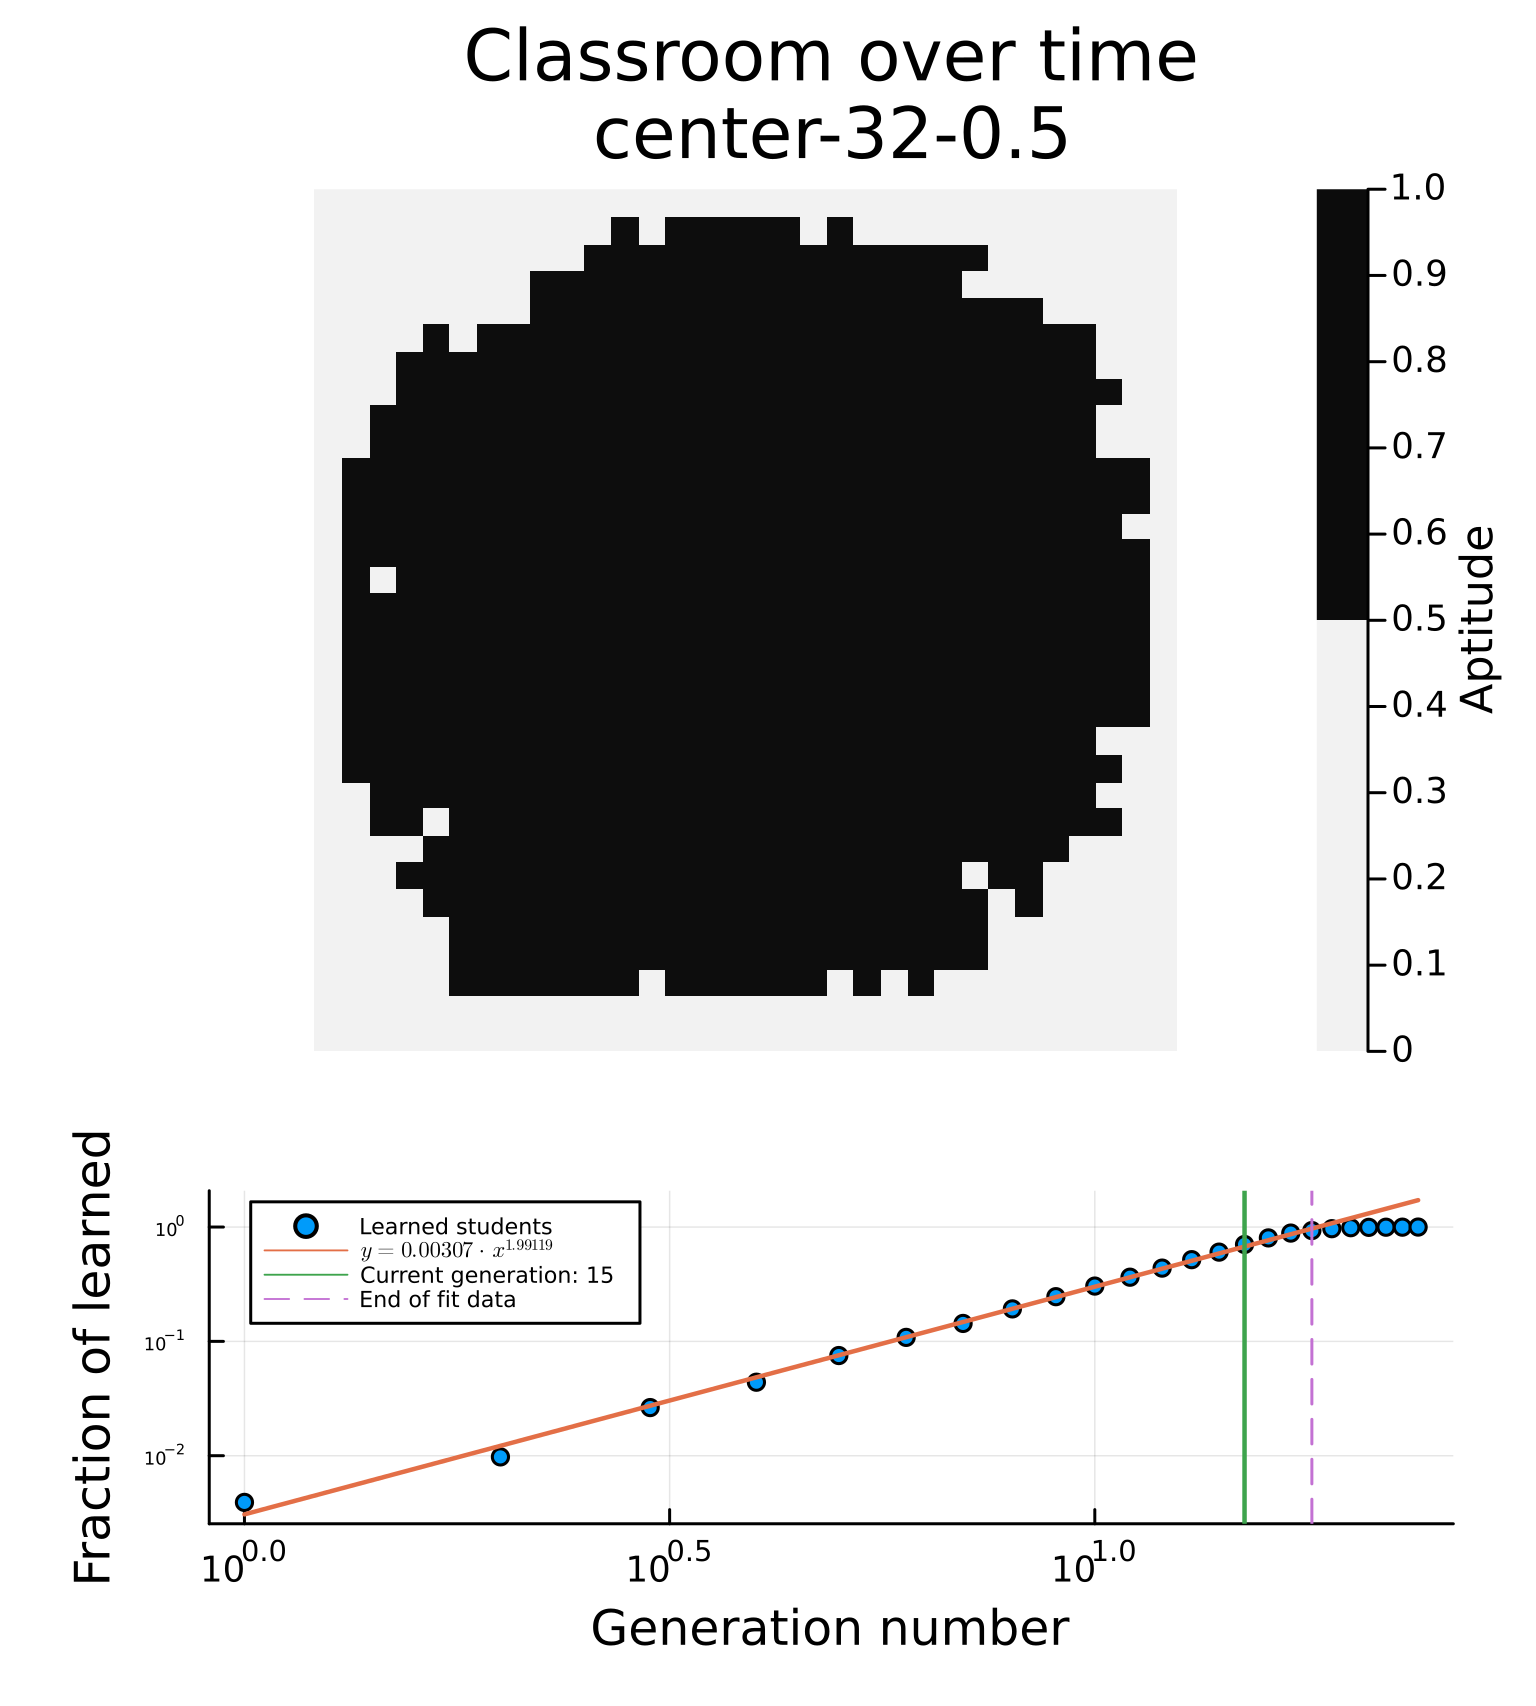 Classroom over time
center-32-0.5
1.0
0.9
0.8
0.7
0.6
0.5
0.4
0.3
0.2
0.1
0
Aptitude
Fraction of learned
10⁰
10⁻¹
10⁻²
Learned students
y = 0.00307 · x^1.99119
Current generation: 15
End of fit data
10^0.0
10^0.5
10^1.0
Generation number